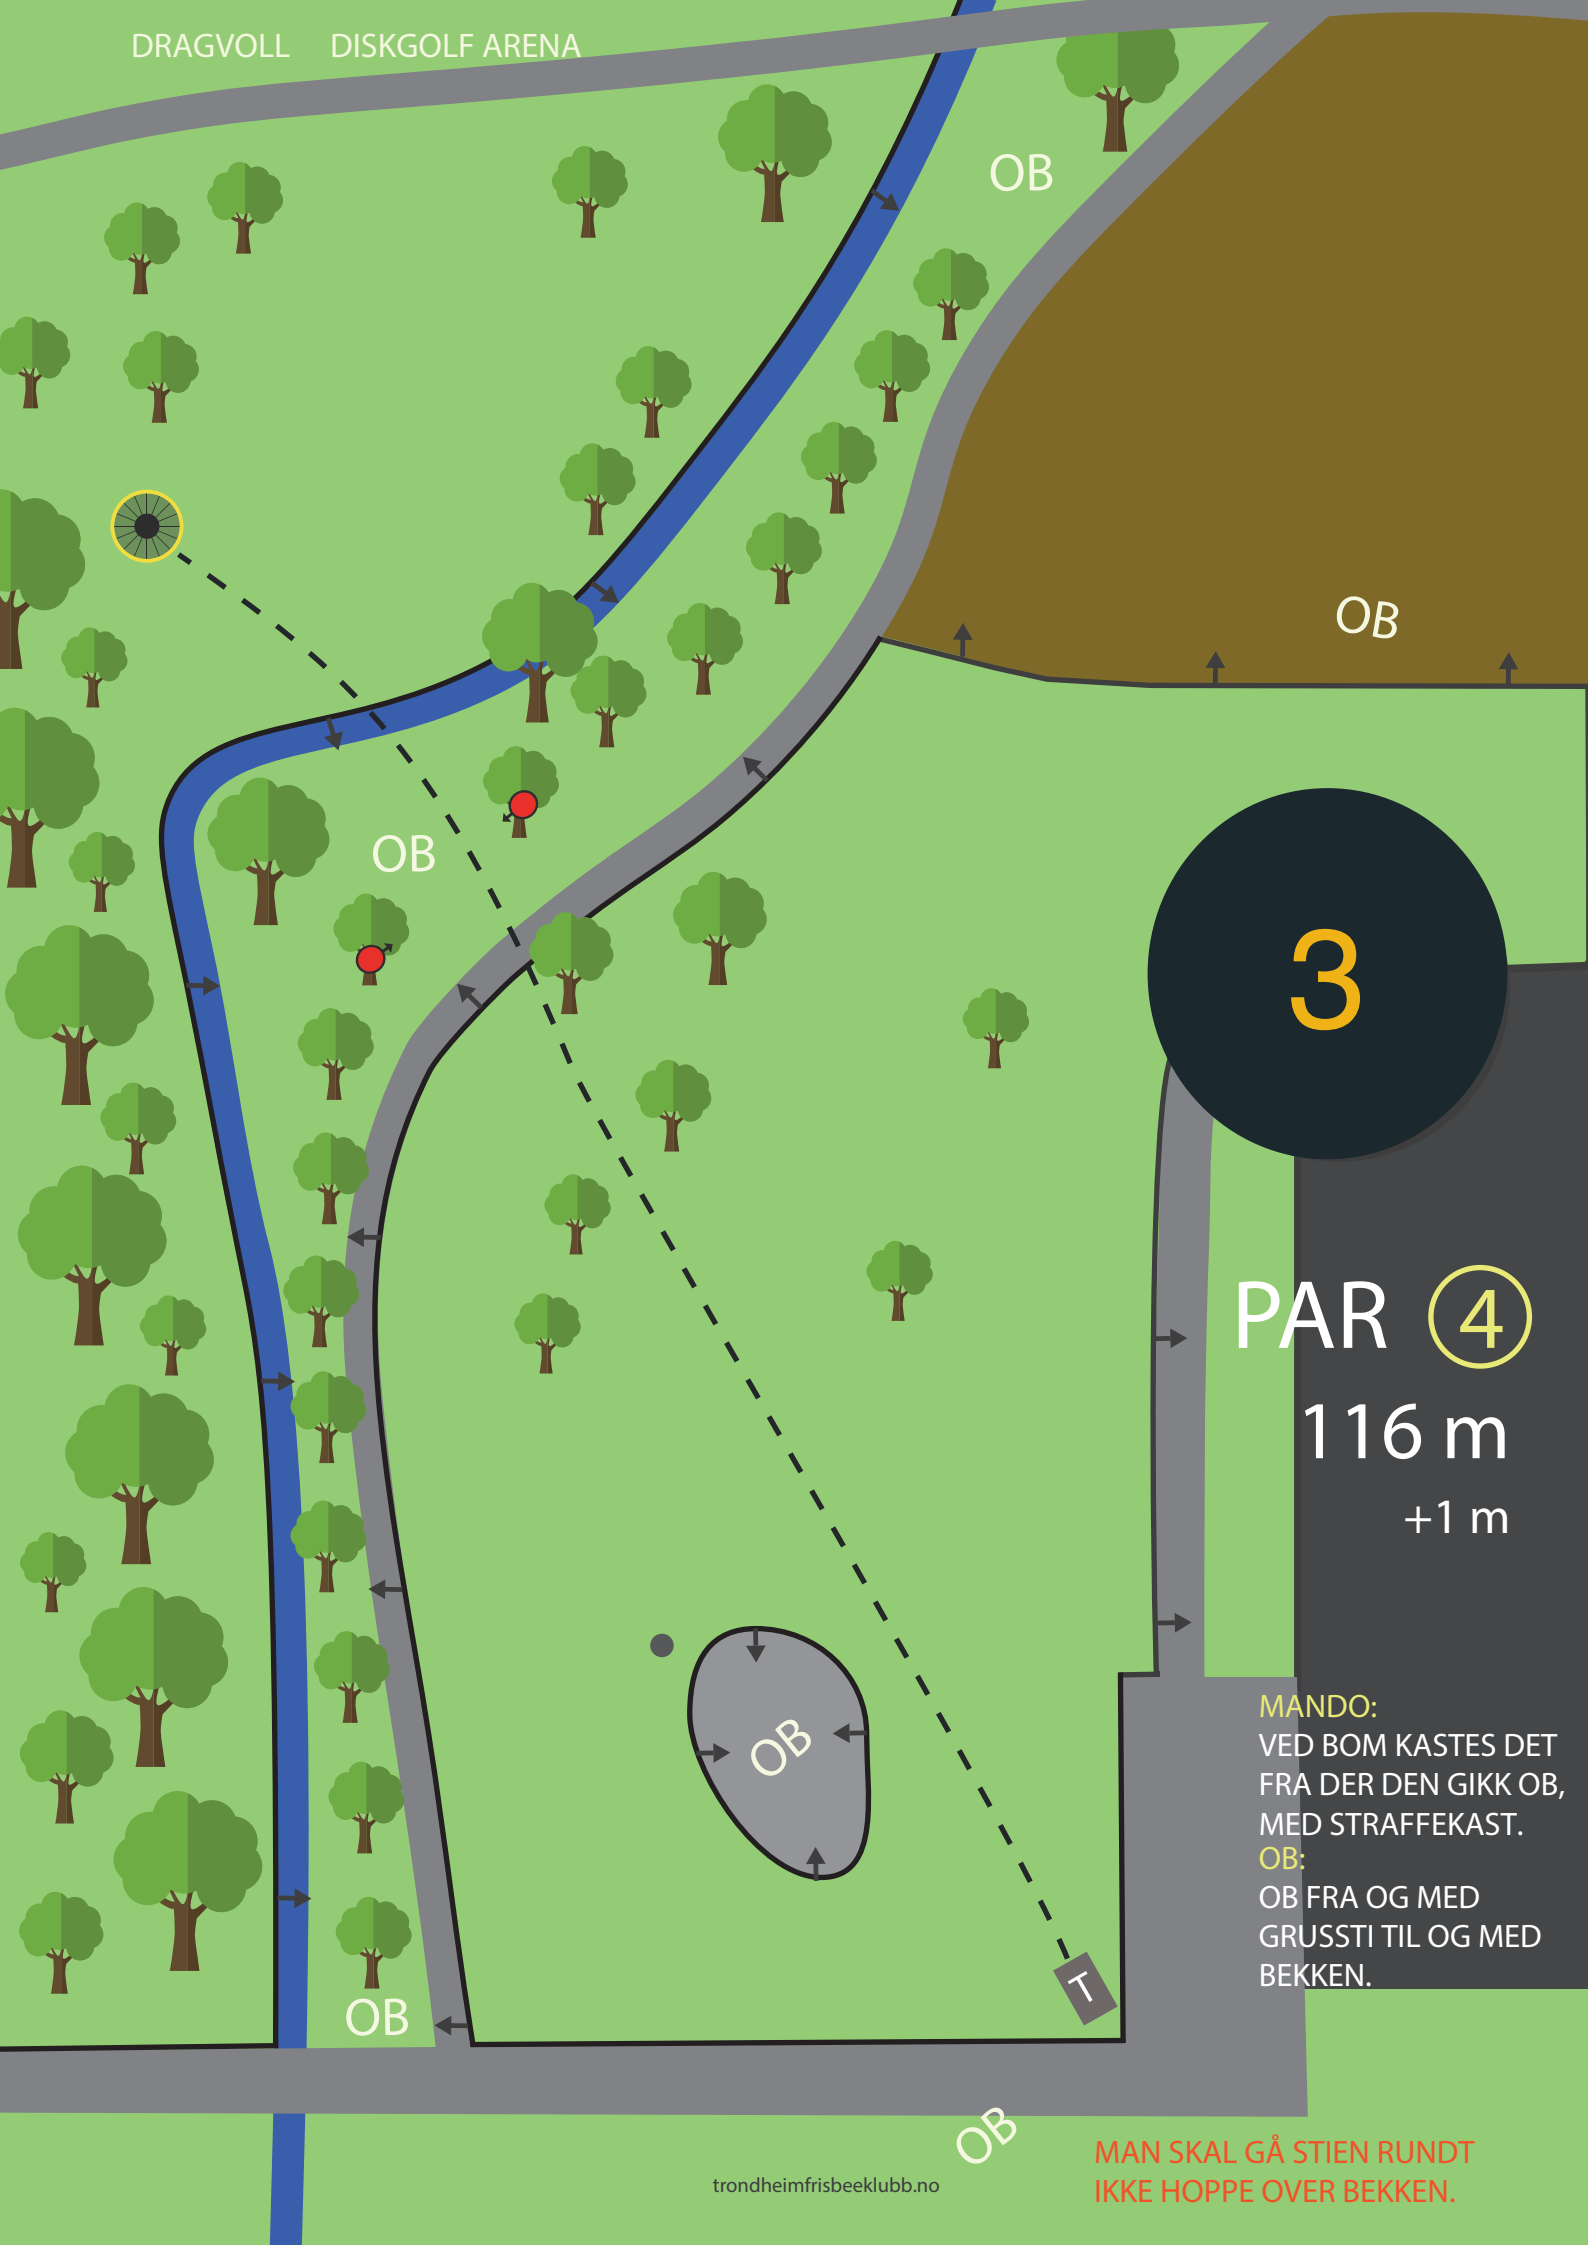 DRAGVOLL DISKGOLF ARENA
OB
OB
OB
3
PAR 4
116 m
+1 m
OB
MANDO:
VED BOM KASTES DET
FRA DER DEN GIKK OB,
MED STRAFFEKAST.
OB:
OB FRA OG MED
GRUSSTI TIL OG MED
BEKKEN.
T
OB
OB
MAN SKAL GÅ STIEN RUNDT
IKKE HOPPE OVER BEKKEN.
trondheimfrisbeeklubb.no